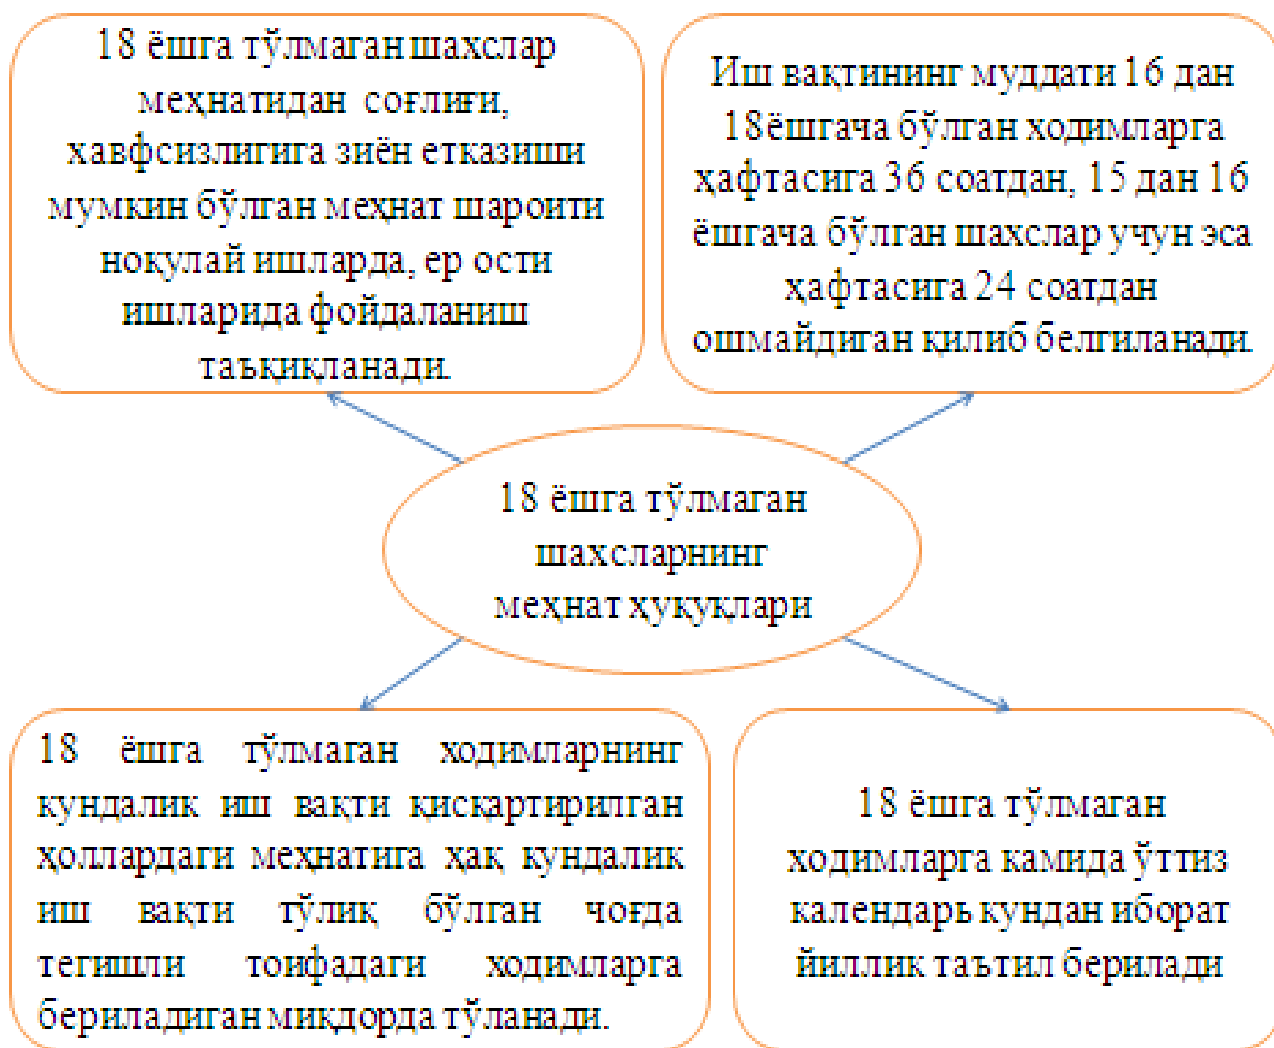 18 ёшга тўлмаган шахслар
меҳнатидан соғлиғи,
хавфсизлигига зиён етказиши
мумкин бўлган меҳнат шароити
ноқулай ишларда, ер ости
ишларида фойдаланиш
таъқиқланади.
Иш вақтининг муддати 16 дан
18ёшгача бўлган ходимларга
ҳафтасига 36 соатдан, 15 дан 16
ёшгача бўлган шахслар учун эса
ҳафтасига 24 соатдан
ошмайдиган қилиб белгиланади.
18 ёшга тўлмаган
шахсларнинг
меҳнат ҳуқуқлари
18 ёшга тўлмаган ходимларнинг
кундалик иш вақти қисқартирилган
ҳоллардаги меҳнатига ҳақ кундалик
иш вақти тўлиқ бўлган чоғда
тегишли тоифадаги ходимларга
бериладиган миқдорда тўланади.
18 ёшга тўлмаган
ходимларга камида ўттиз
календарь кундан иборат
йиллик таътил берилади